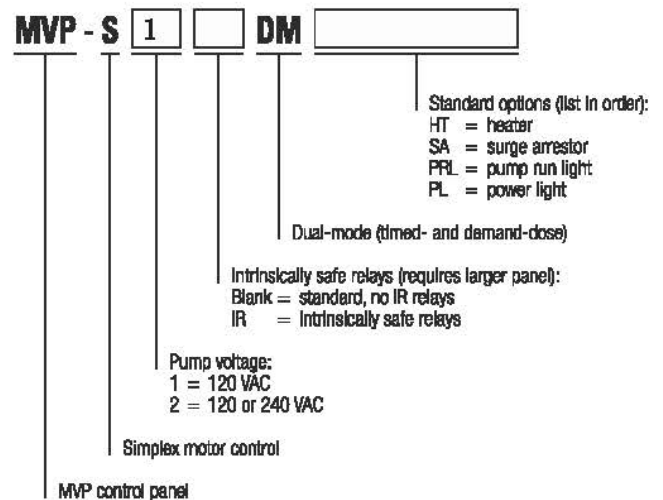 MVP - S 1 DM
Standard options (list in order):
HT = heater
SA = surge arrestor
PRL = pump run light
PL = power light
Dual-mode (timed- and demand-dose)
Intrinsically safe relays (requires larger panel):
Blank = standard, no IR relays
IR = intrinsically safe relays
Pump voltage:
1 = 120 VAC
2 = 120 or 240 VAC
Simplex motor control
MVP control panel